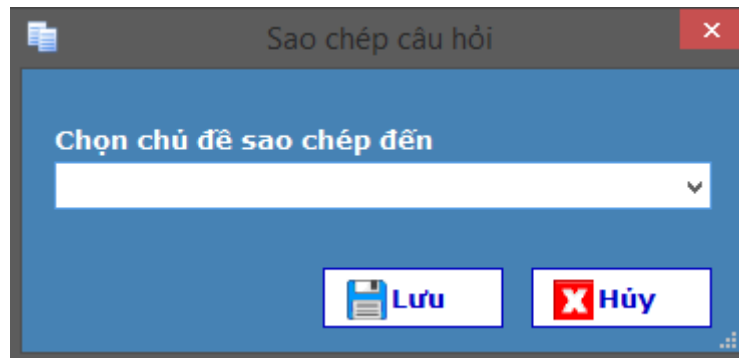 Sao chép câu hỏi
Chọn chủ đề sao chép đến
Lưu
Hủy